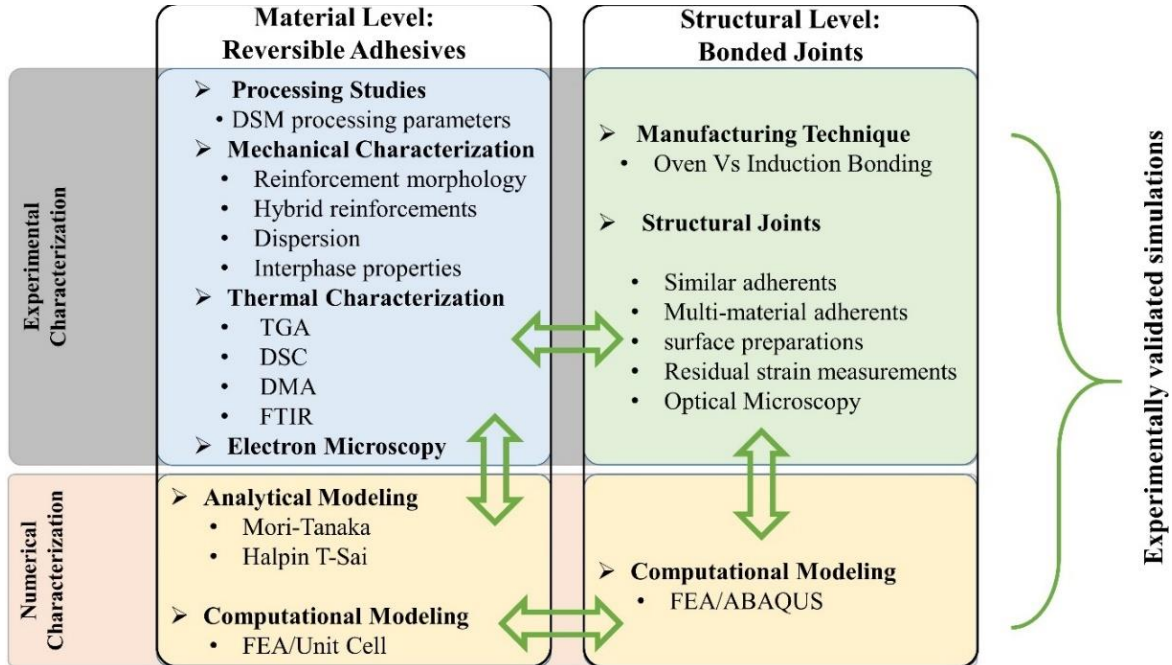 Material Level:
Reversible Adhesives
Structural Level:
Bonded Joints
Experimental
Characterization
➢ Processing Studies
• DSM processing parameters
➢ Mechanical Characterization
• Reinforcement morphology
• Hybrid reinforcements
• Dispersion
• Interphase properties
➢ Thermal Characterization
• TGA
• DSC
• DMA
• FTIR
➢ Electron Microscopy
➢ Manufacturing Technique
• Oven Vs Induction Bonding
➢ Structural Joints
• Similar adherents
• Multi-material adherents
• surface preparations
• Residual strain measurements
• Optical Microscopy
Numerical
Characterization
➢ Analytical Modeling
• Mori-Tanaka
• Halpin T-Sai
➢ Computational Modeling
• FEA/Unit Cell
➢ Computational Modeling
• FEA/ABAQUS
Experimentally validated simulations